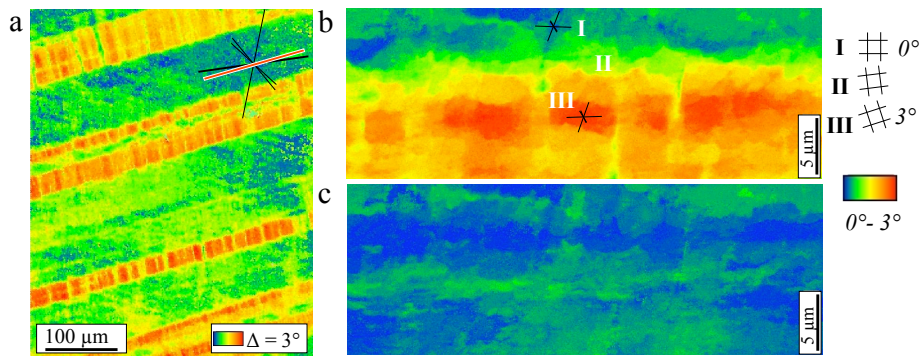 a
100 µm
Δ = 3°
b
I
II
III
5 µm
I 0°
II
III 3°
0°- 3°
c
5 µm